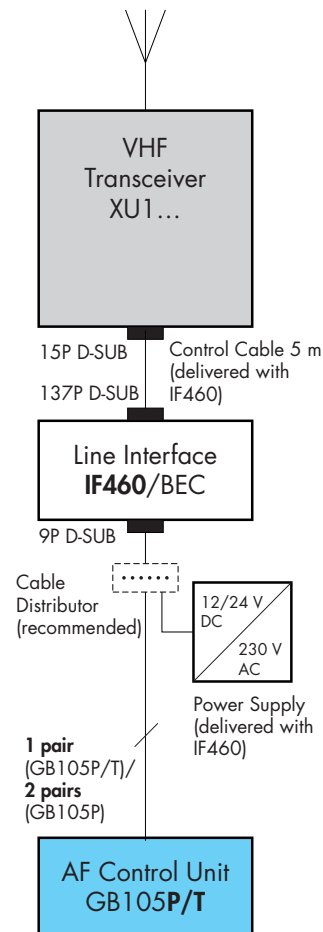 VHF
Transceiver
XU1...
15P D-SUB
Control Cable 5 m
(delivered with
IF460)
137P D-SUB
Line Interface
IF460/BEC
9P D-SUB
Cable
Distributor
(recommended)
12/24 V
DC
230 V
AC
Power Supply
(delivered with
IF460)
1 pair
(GB105P/T)/
2 pairs
(GB105P)
AF Control Unit
GB105P/T